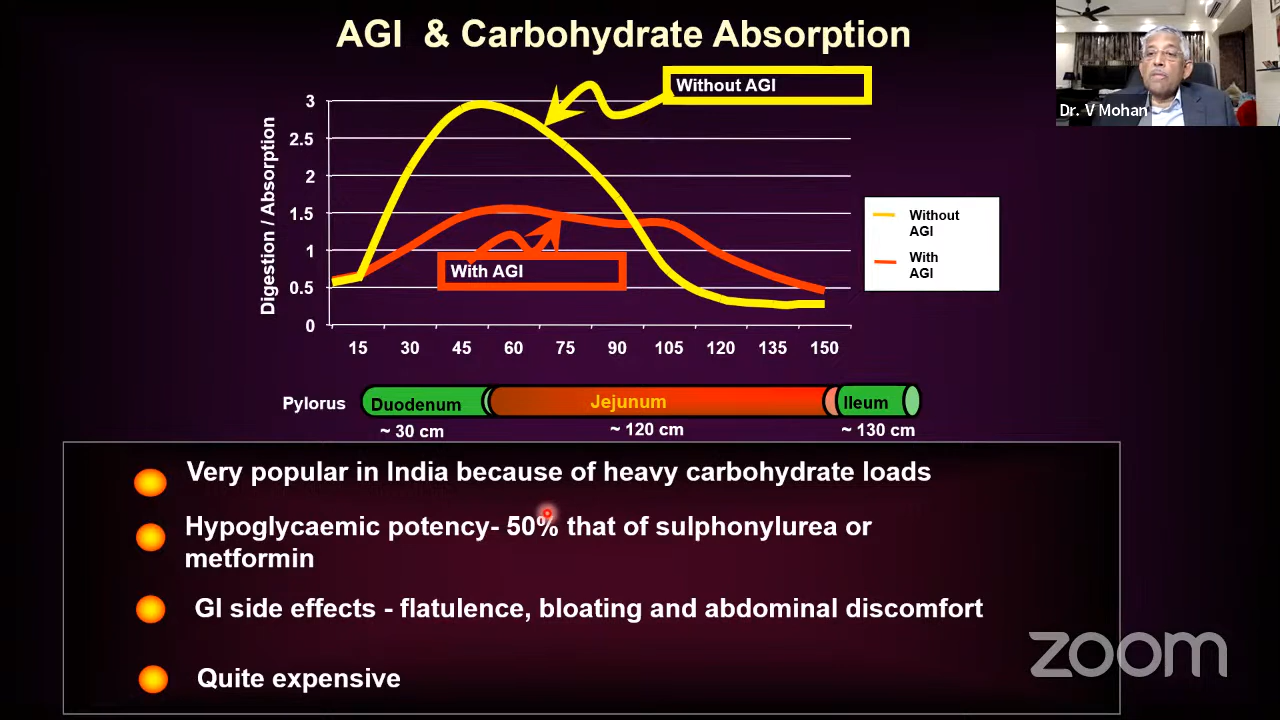 AGI & Carbohydrate Absorption
Without AGI
Dr. V Mohan
Digestion / Absorption
3
2.5
2
1.5
1
0.5
0
With AGI
Without
AGI
With
AGI
15 30 45 60 75 90 105 120 135 150
Pylorus Duodenum Jejunum Ileum
~ 30 cm ~ 120 cm ~ 130 cm
Very popular in India because of heavy carbohydrate loads
Hypoglycaemic potency- 50% that of sulphonylurea or
metformin
GI side effects - flatulence, bloating and abdominal discomfort
Quite expensive
zoom